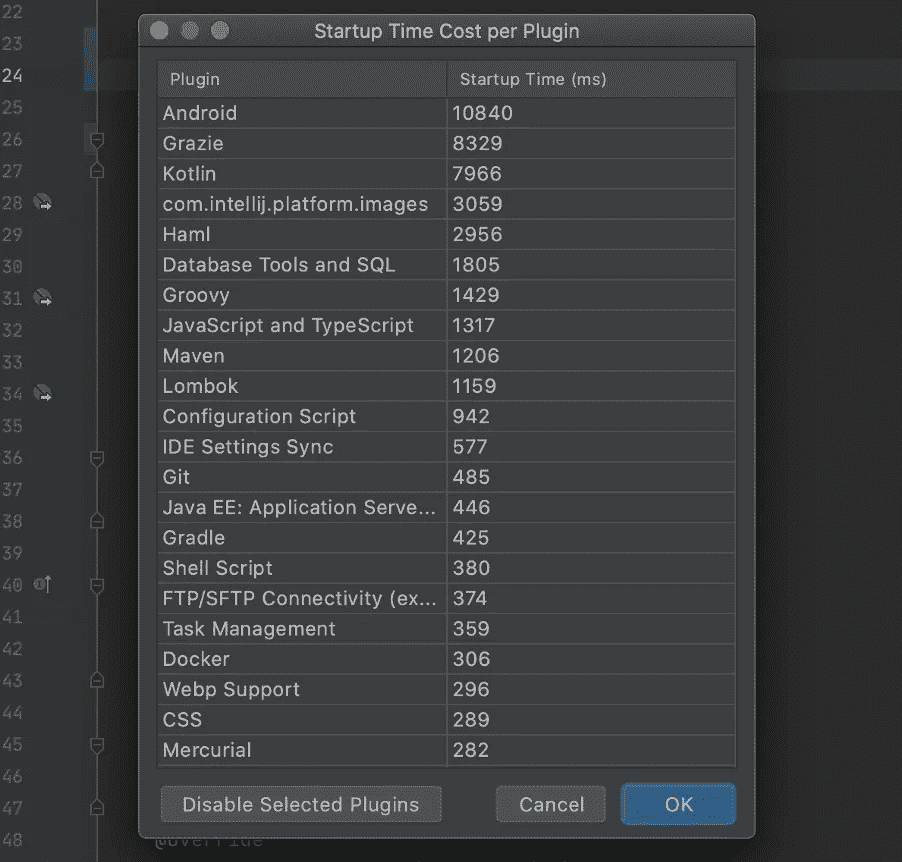 Startup Time Cost per Plugin
Plugin Startup Time (ms)
Android 10840
Grazie 8329
Kotlin 7966
com.intellij.platform.images 3059
Haml 2956
Database Tools and SQL 1805
Groovy 1429
JavaScript and TypeScript 1317
Maven 1206
Lombok 1159
Configuration Script 942
IDE Settings Sync 577
Git 485
Java EE: Application Serve... 446
Gradle 425
Shell Script 380
FTP/SFTP Connectivity (ex... 374
Task Management 359
Docker 306
Webp Support 296
CSS 289
Mercurial 282
Disable Selected Plugins Cancel OK
22
23
24
25
26
27
28
29
30
31
32
33
34
35
36
37
38
39
40
41
42
43
44
45
46
47
48 @Override